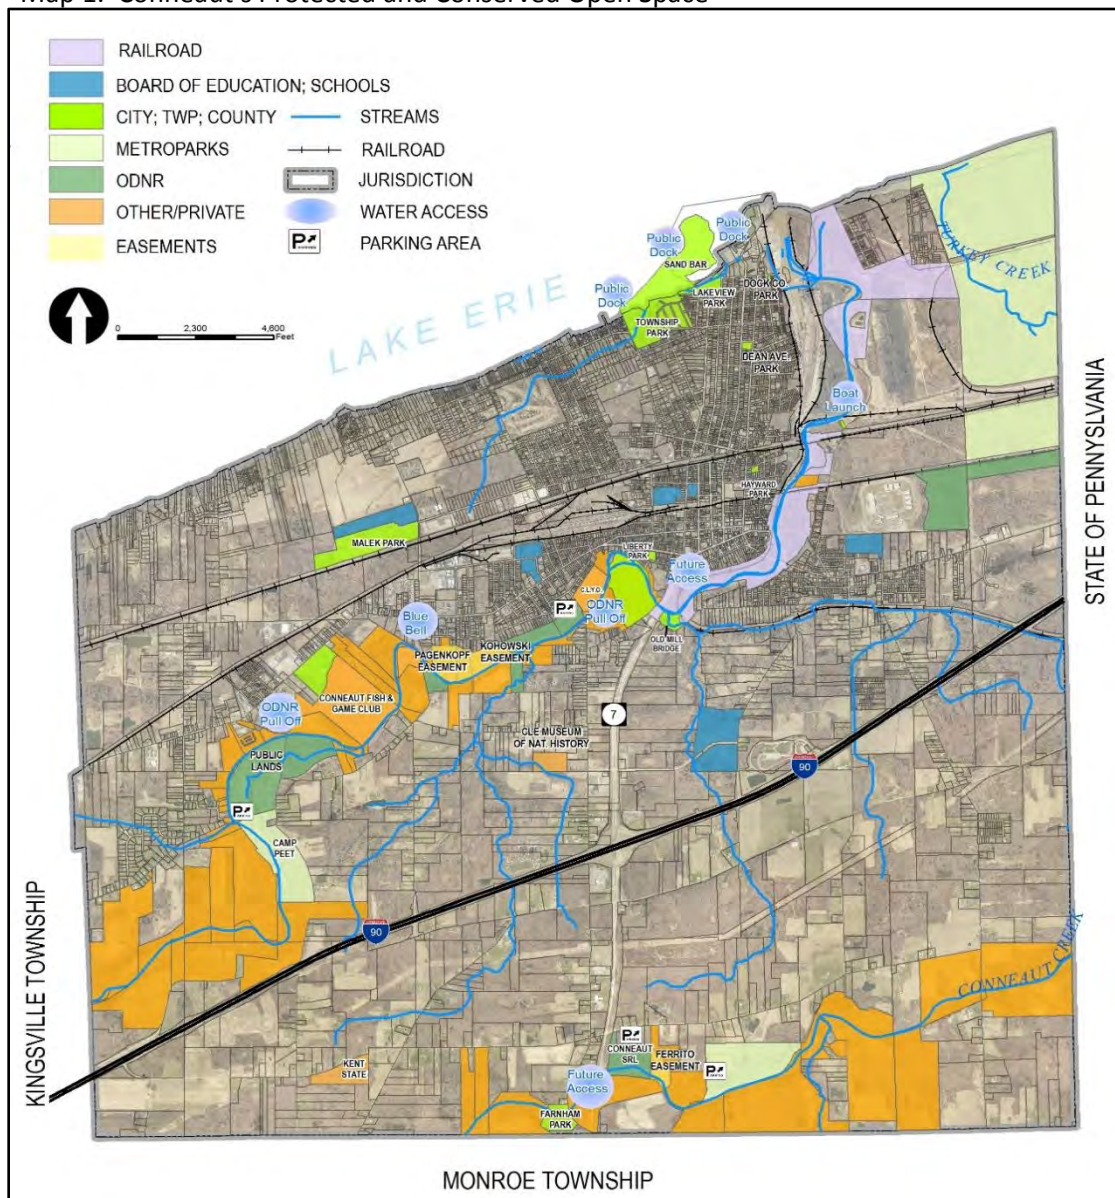 Map 1: Conneaut's Protected and Conserved Open Space
RAILROAD
BOARD OF EDUCATION; SCHOOLS
CITY; TWP; COUNTY
METROPARKS
ODNR
OTHER/PRIVATE
EASEMENTS
STREAMS
RAILROAD
JURISDICTION
WATER ACCESS
PARKING AREA
0 2,300 4,600
Feet
LAKE ERIE
Public
Dock
Public
Dock
Public
Dock
SAND BAR
LAKEVIEW
PARK
TOWNSHIP
PARK
DOCK CO.
PARK
DEAN AVE.
PARK
TURKEY CREEK
Boat
Launch
STATE OF PENNYSLVANIA
HAYWARD
PARK
MALEK PARK
LIBERTY
PARK
Future
Access
C.L.Y.O.
ODNR
Pull Off
OLD MILL
BRIDGE
Blue
Bell
PAGENKOPF
EASEMENT
KOHOWSKI
EASEMENT
CONNEAUT FISH &
GAME CLUB
ODNR
Pull Off
PUBLIC
LANDS
CLE MUSEUM
OF NAT. HISTORY
7
90
CAMP
PEET
90
KINGSVILLE TOWNSHIP
CONNEAUT CREEK
KENT
STATE
CONNEAUT
SRL
FERRITO
EASEMENT
Future
Access
FARNHAM
PARK
MONROE TOWNSHIP